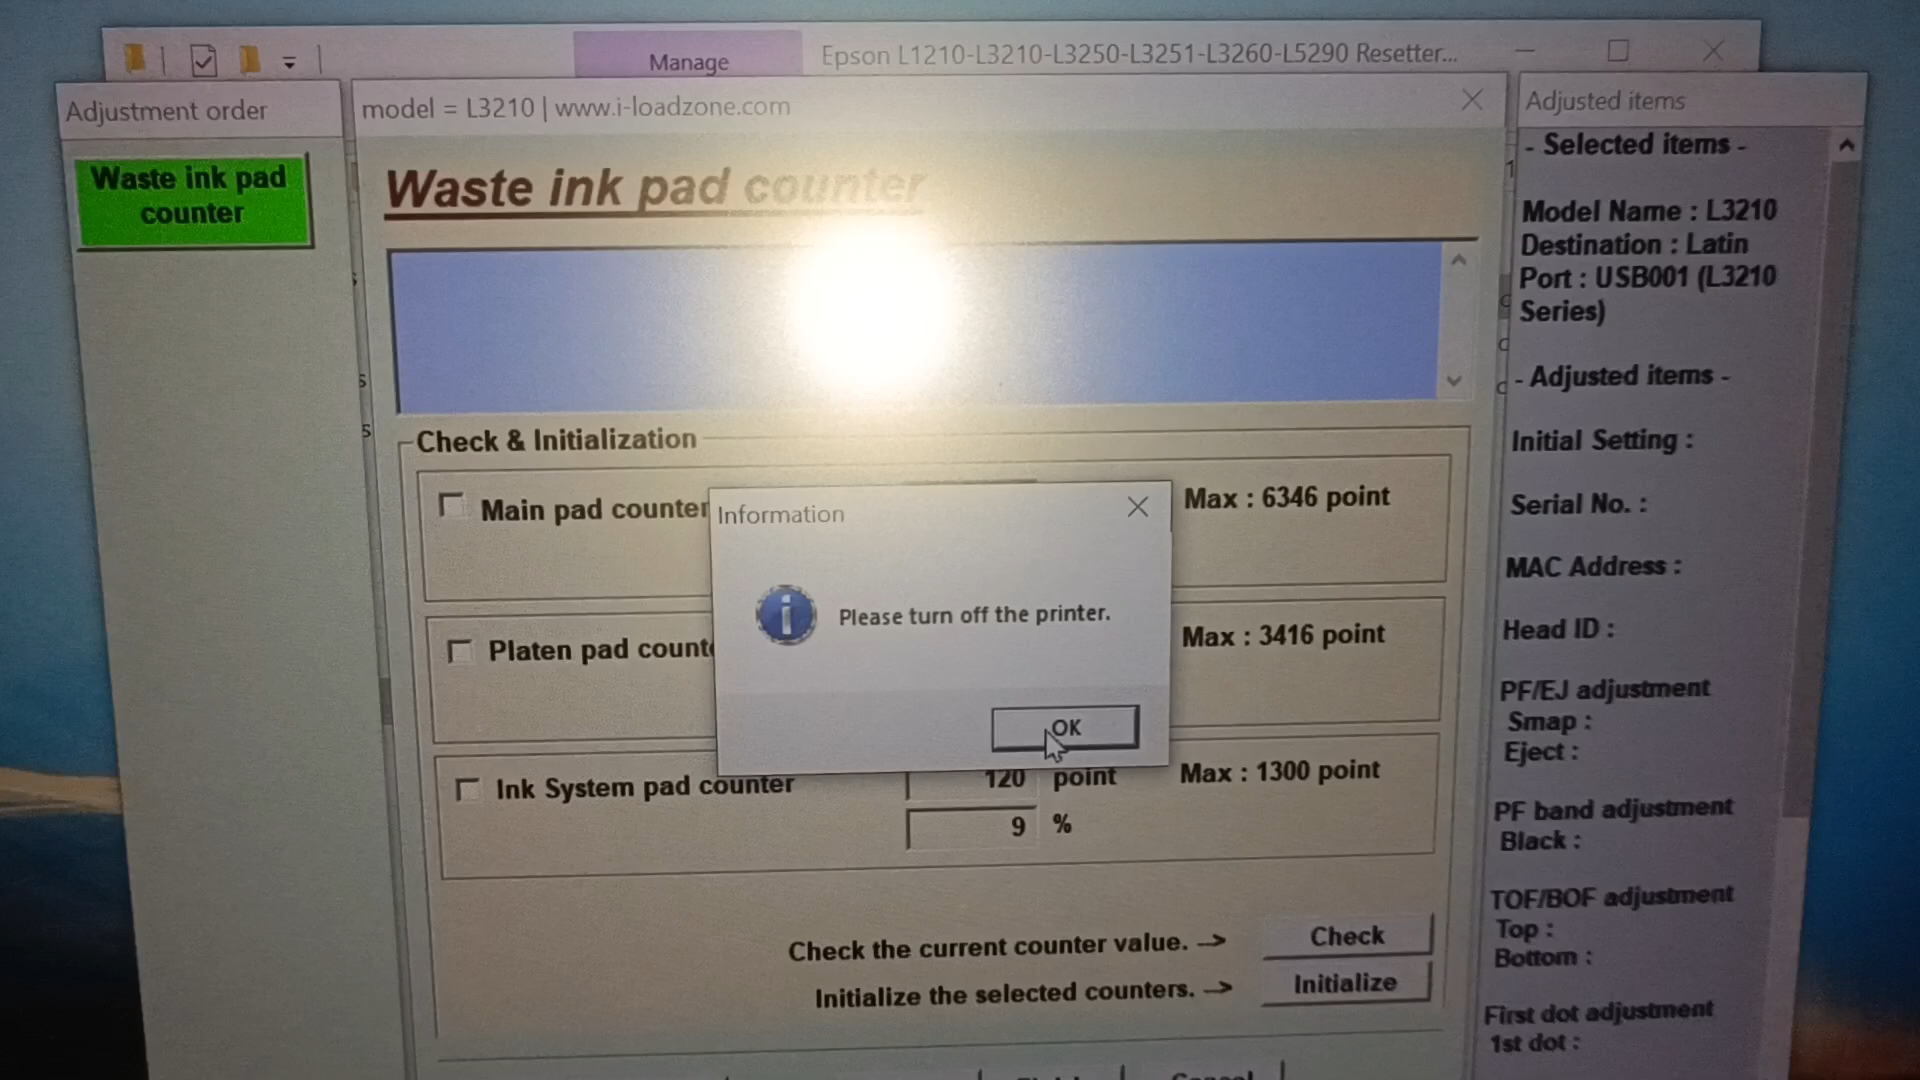 Manage
Epson L1210-L3210-L3250-L3251-L3260-L5290 Resetter...
Adjustment order
model = L3210 | www.i-loadzone.com
Adjusted items
Waste ink pad
counter
Waste ink pad counter
- Selected items -
Model Name : L3210
Destination : Latin
Port : USB001 (L3210
Series)
- Adjusted items -
Initial Setting :
Serial No. :
MAC Address :
Head ID :
PF/EJ adjustment
Smap :
Eject :
PF band adjustment
Black :
TOF/BOF adjustment
Top :
Bottom :
First dot adjustment
1st dot :
Check & Initialization
Main pad counter
Max : 6346 point
Information
Please turn off the printer.
OK
Platen pad counte
Max : 3416 point
Ink System pad counter
120 point
Max : 1300 point
9 %
Check the current counter value. -->
Check
Initialize the selected counters. -->
Initialize